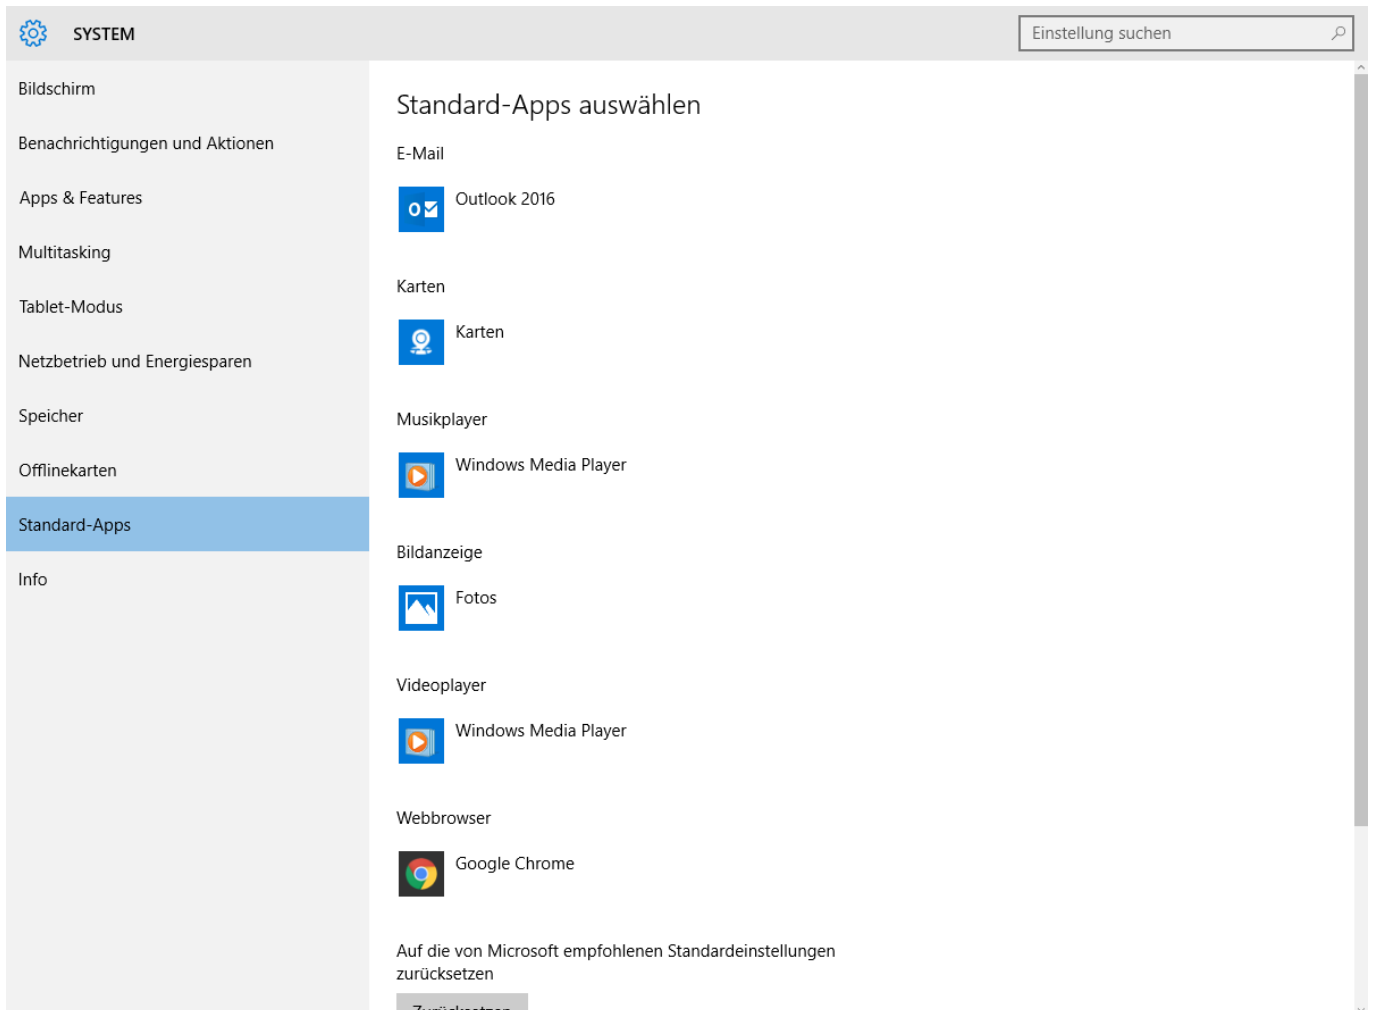 SYSTEM
Einstellung suchen
Bildschirm
Benachrichtigungen und Aktionen
Apps & Features
Multitasking
Tablet-Modus
Netzbetrieb und Energiesparen
Speicher
Offlinekarten
Standard-Apps
Info
Standard-Apps auswählen
E-Mail
Outlook 2016
Karten
Karten
Musikplayer
Windows Media Player
Bildanzeige
Fotos
Videoplayer
Windows Media Player
Webbrowser
Google Chrome
Auf die von Microsoft empfohlenen Standardeinstellungen
zurücksetzen
Zurücksetzen